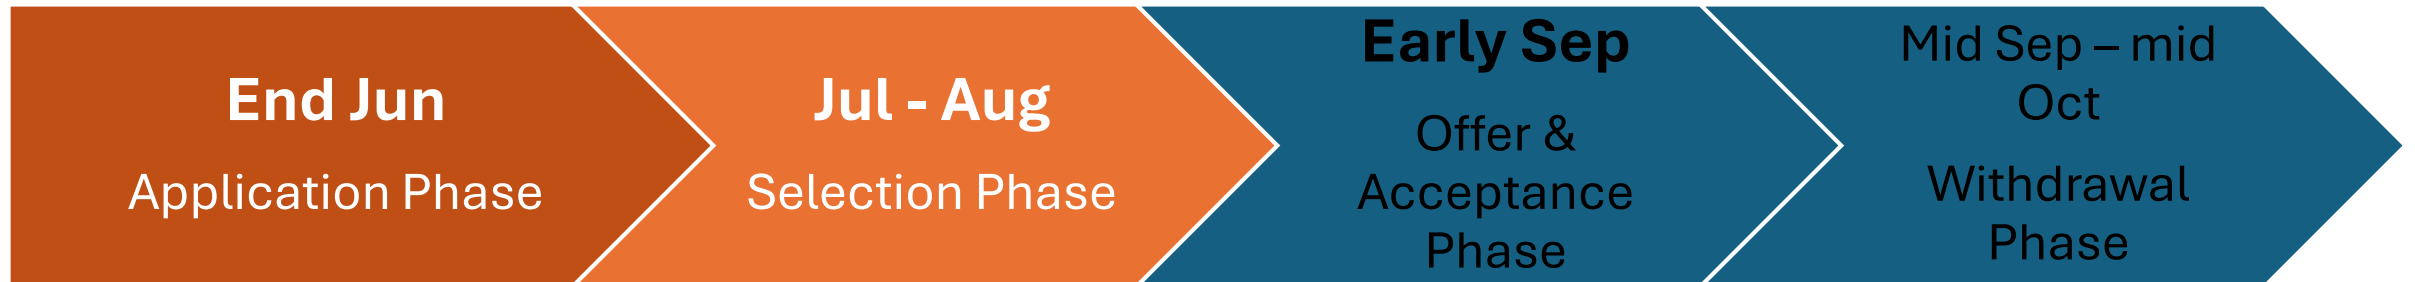 End Jun
Application Phase
Jul - Aug
Selection Phase
Early Sep
Offer &
Acceptance
Phase
Mid Sep – mid
Oct
Withdrawal
Phase